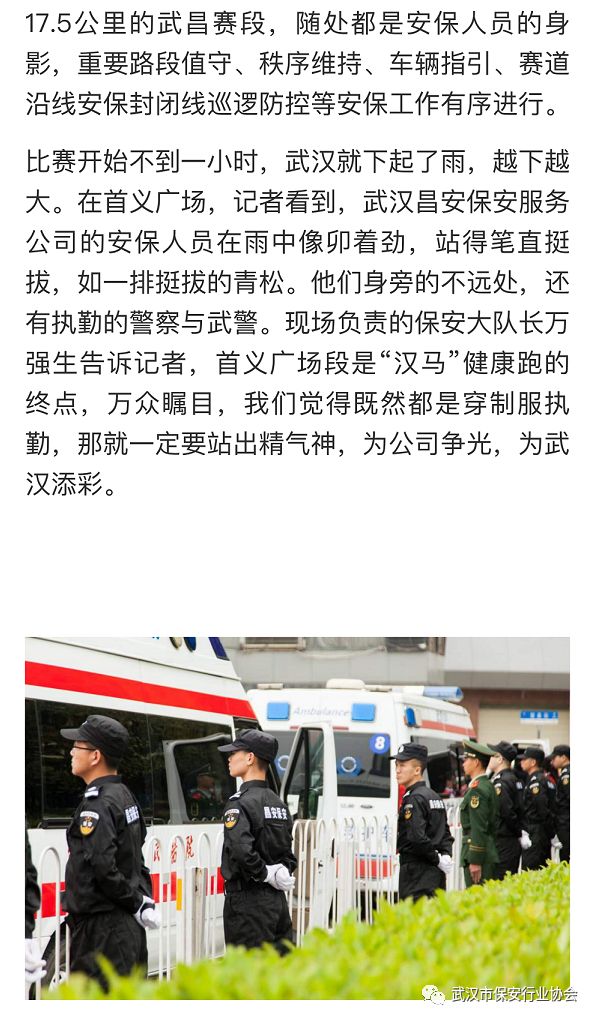 17.5公里的武昌赛段，随处都是安保人员的身
影，重要路段值守、秩序维持、车辆指引、赛道
沿线安保封闭线巡逻防控等安保工作有序进行。
比赛开始不到一小时，武汉就下起了雨，越下越
大。在首义广场，记者看到，武汉昌安保安服务
公司的安保人员在雨中像卯着劲，站得笔直挺
拔，如一排挺拔的青松。他们身旁的不远处，还
有执勤的警察与武警。现场负责的保安大队长万
强生告诉记者，首义广场段是“汉马”健康跑的
终点，万众瞩目，我们觉得既然都是穿制服执
勤，那就一定要站出精气神，为公司争光，为武
汉添彩。
Ambulance
8
昌安保安
武汉市保安行业协会